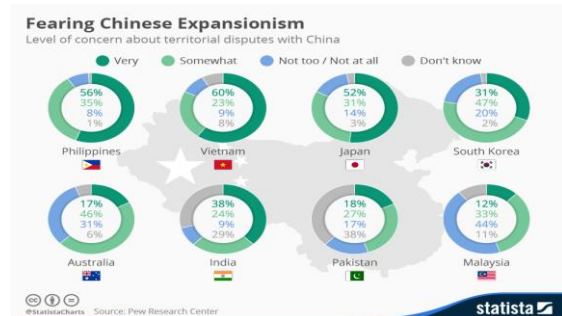 Fearing Chinese Expansionism
Level of concern about territorial disputes with China
Very Somewhat Not too / Not at all Don't know
56%
35%
8%
1%
Philippines
60%
23%
9%
8%
Vietnam
52%
31%
14%
3%
Japan
31%
47%
20%
2%
South Korea
17%
46%
31%
6%
Australia
38%
24%
9%
29%
India
18%
27%
17%
38%
Pakistan
12%
33%
44%
11%
Malaysia
cc
@StatistaCharts Source: Pew Research Center
statista